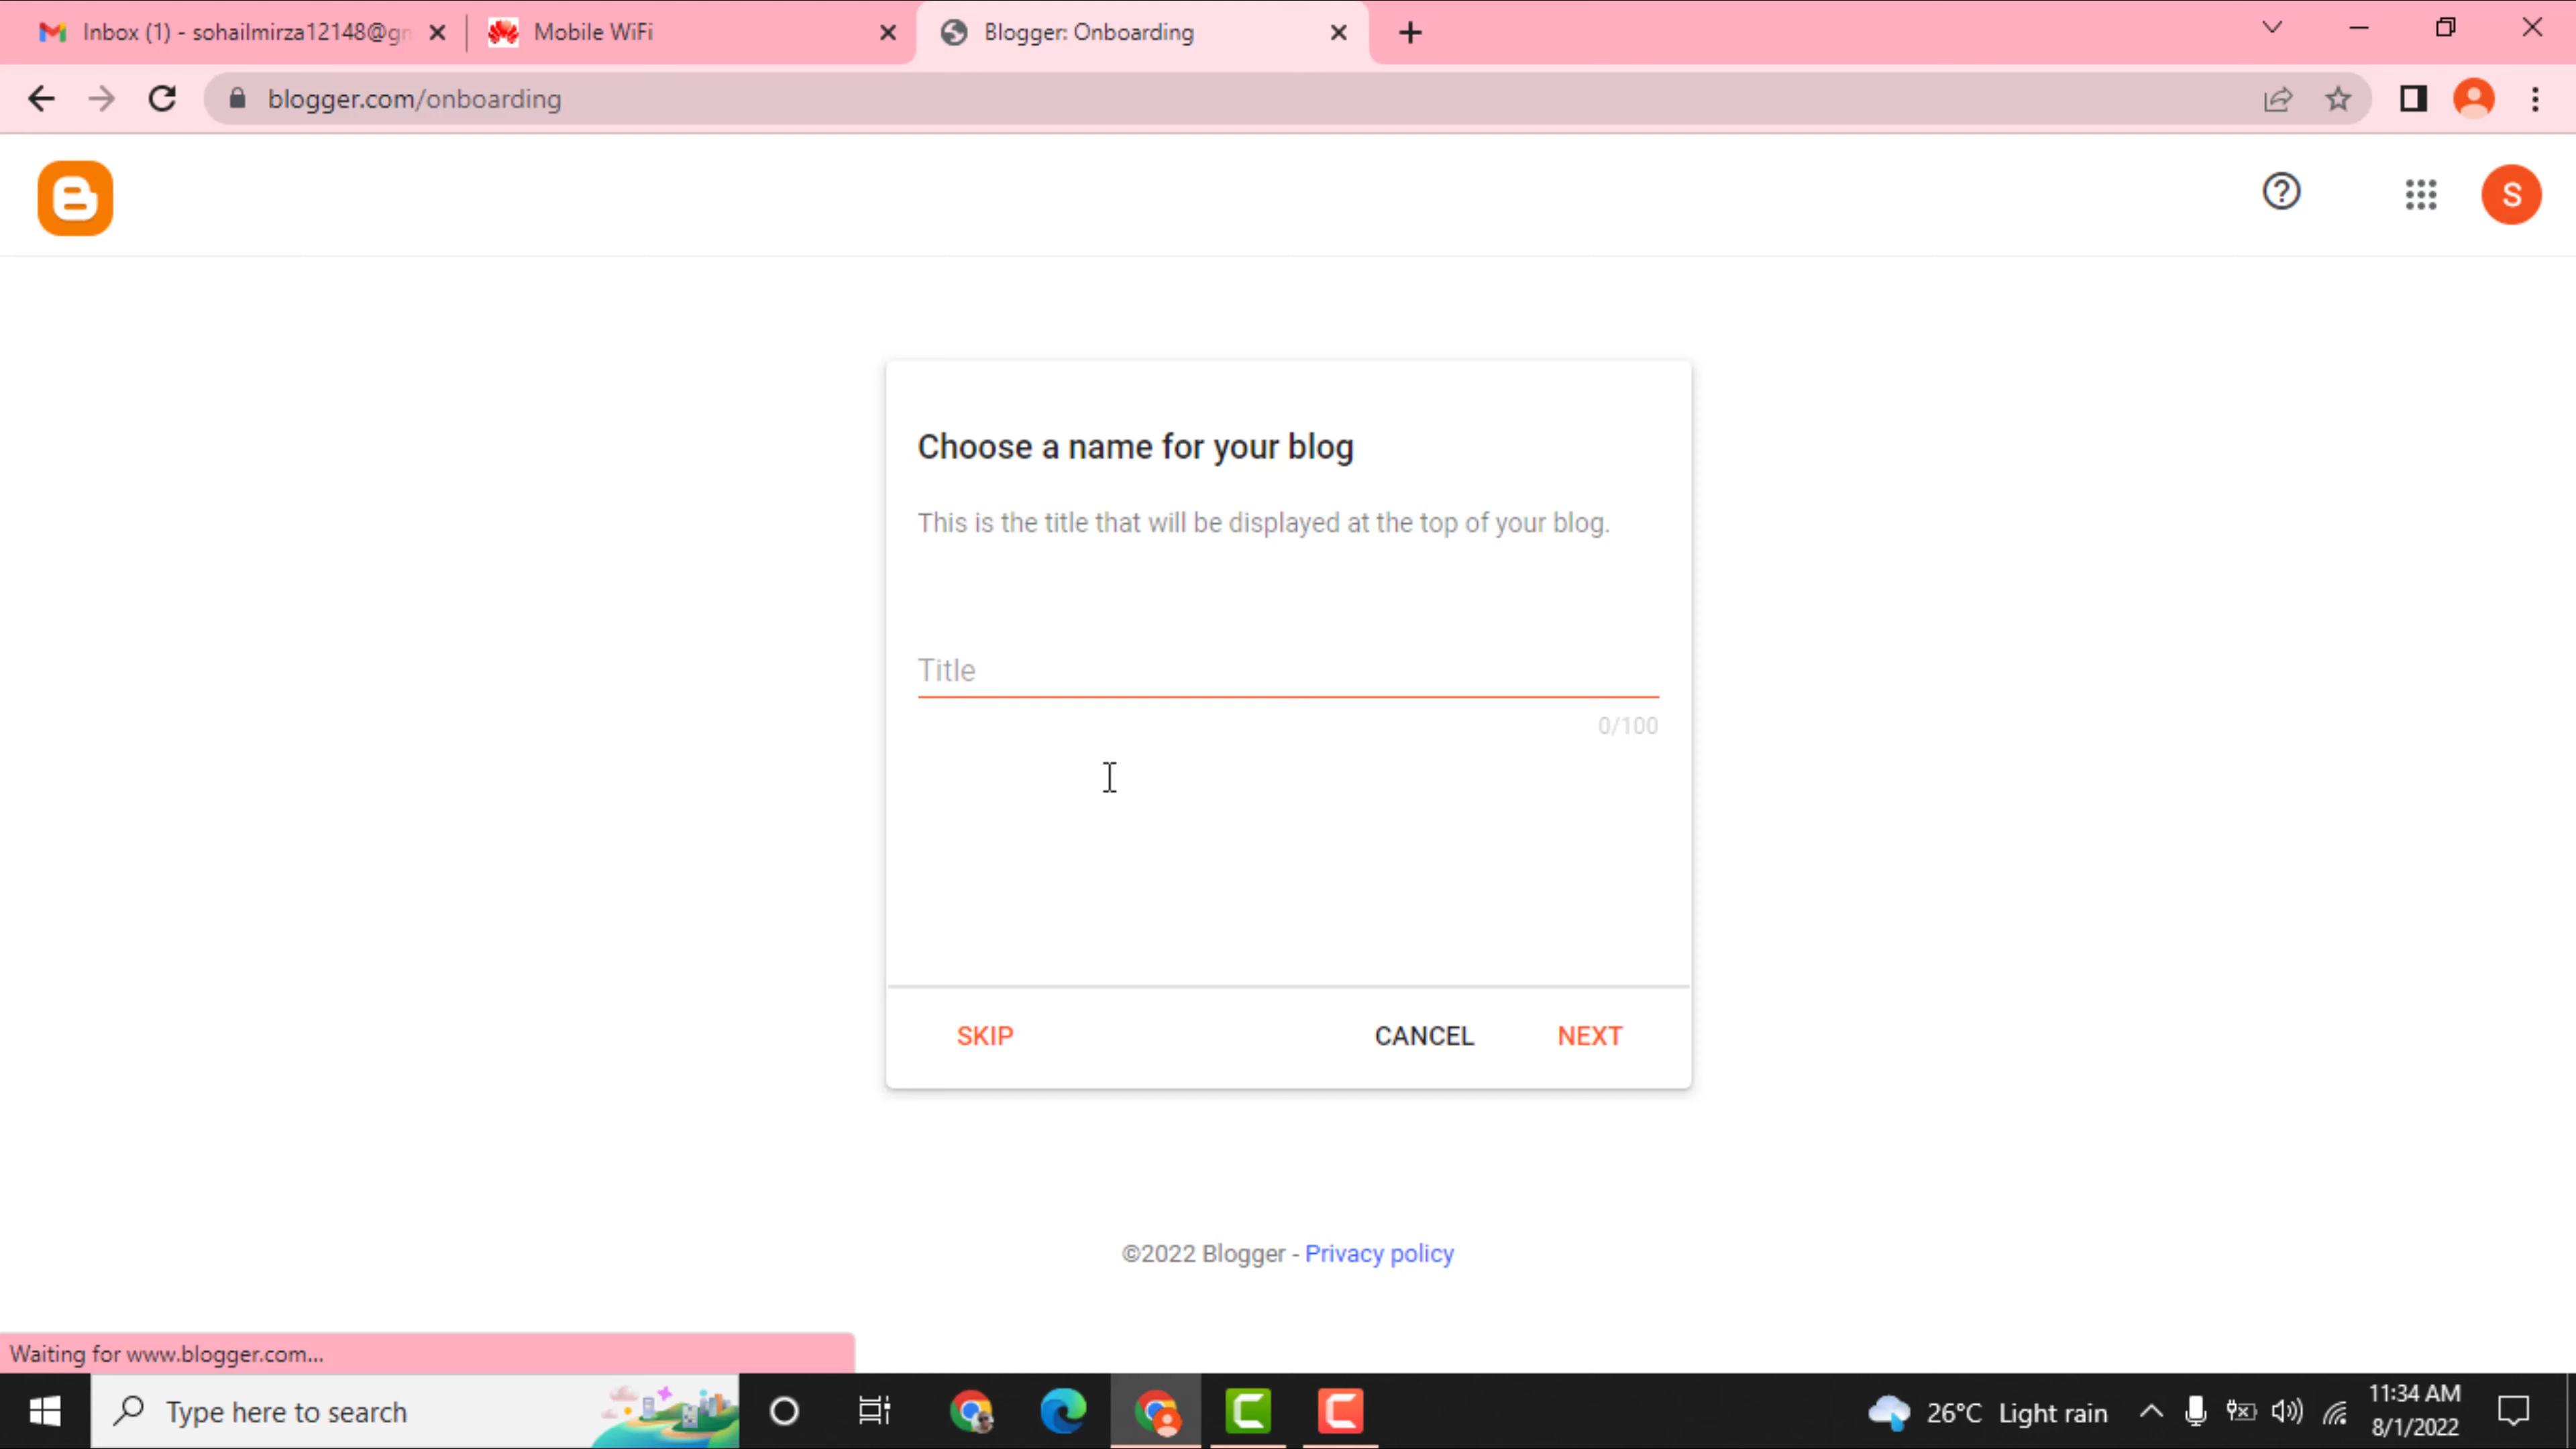 Inbox (1) - sohailmirza12148@gm
Mobile WiFi
Blogger: Onboarding
blogger.com/onboarding
S
Choose a name for your blog
This is the title that will be displayed at the top of your blog.
Title
0/100
SKIP
CANCEL
NEXT
©2022 Blogger - Privacy policy
Waiting for www.blogger.com...
Type here to search
26°C Light rain
11:34 AM
8/1/2022